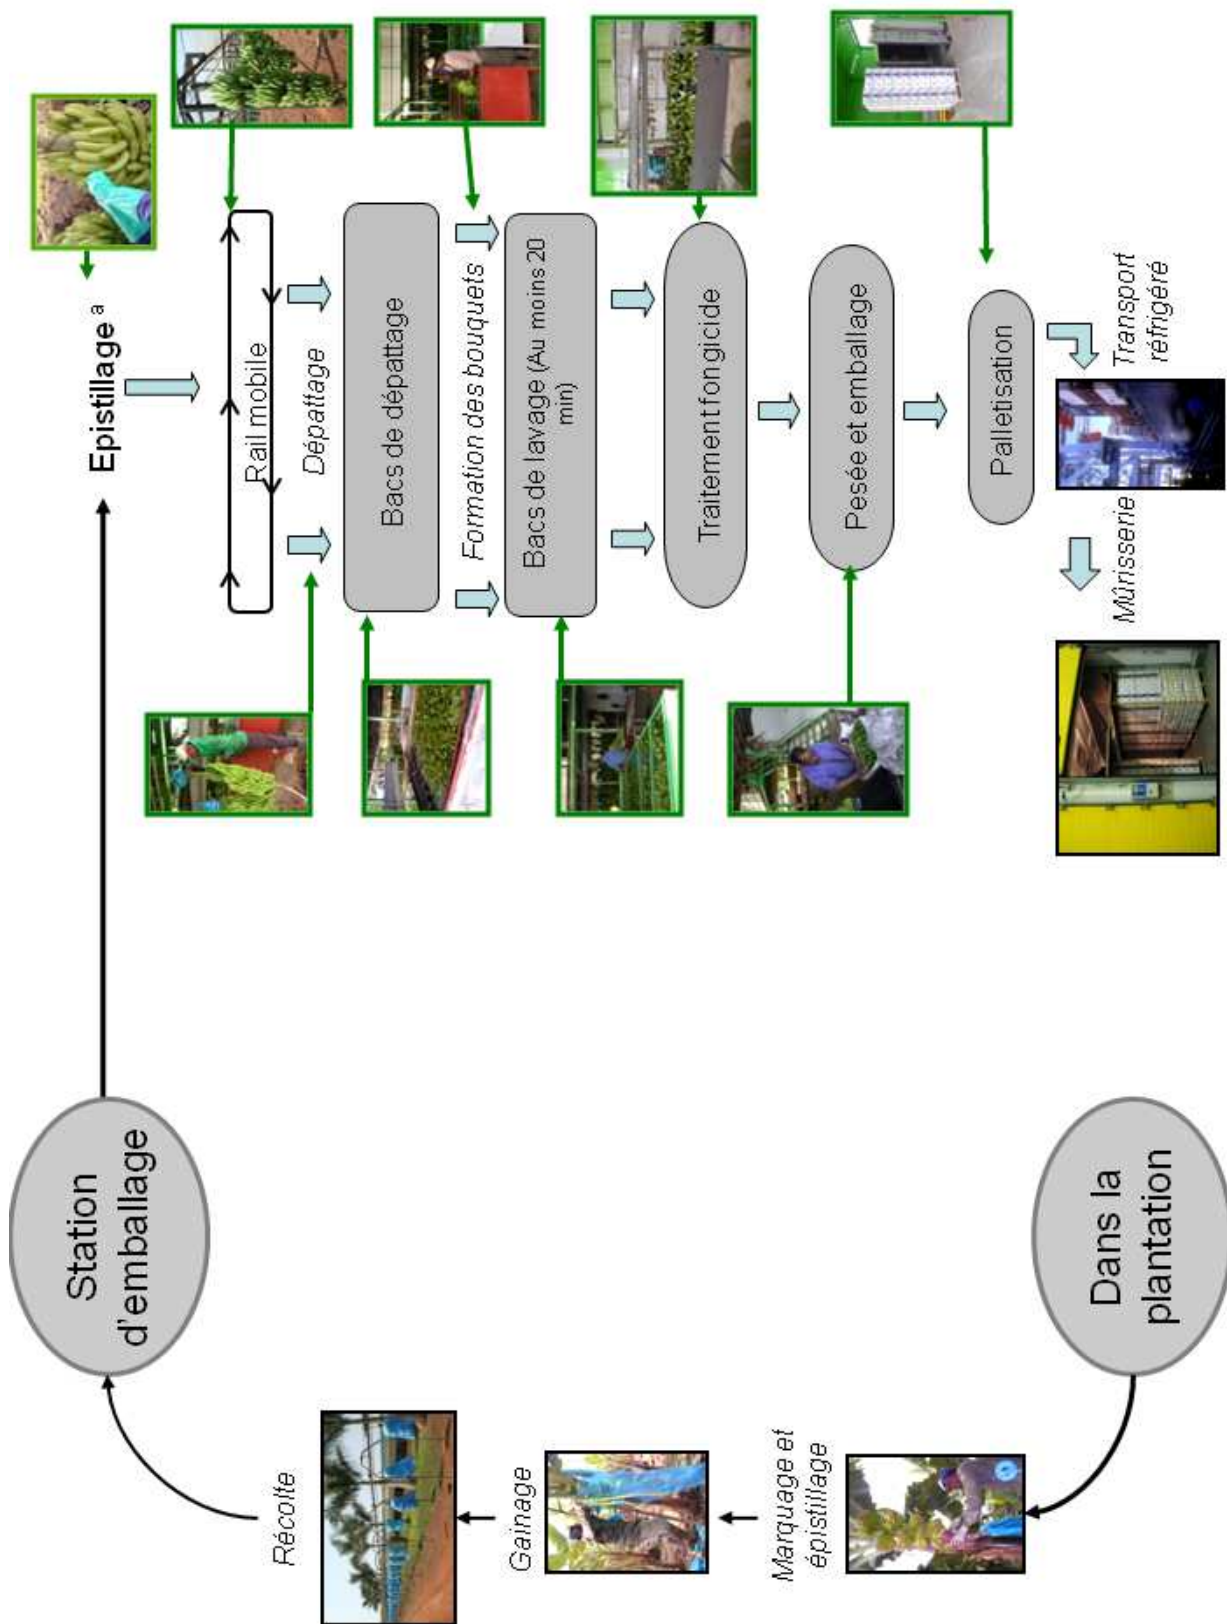 Dans la
plantation
Marquage et
épistillage
Gainage
Récolte
Station
d'emballage
Epistillage a
Rail mobile
Dépattage
Bacs de dépattage
Formation des bouquets
Bacs de lavage (Au moins 20
min)
Traitement fongicide
Pesée et emballage
Palletisation
Transport
réfrigéré
Mûrisserie